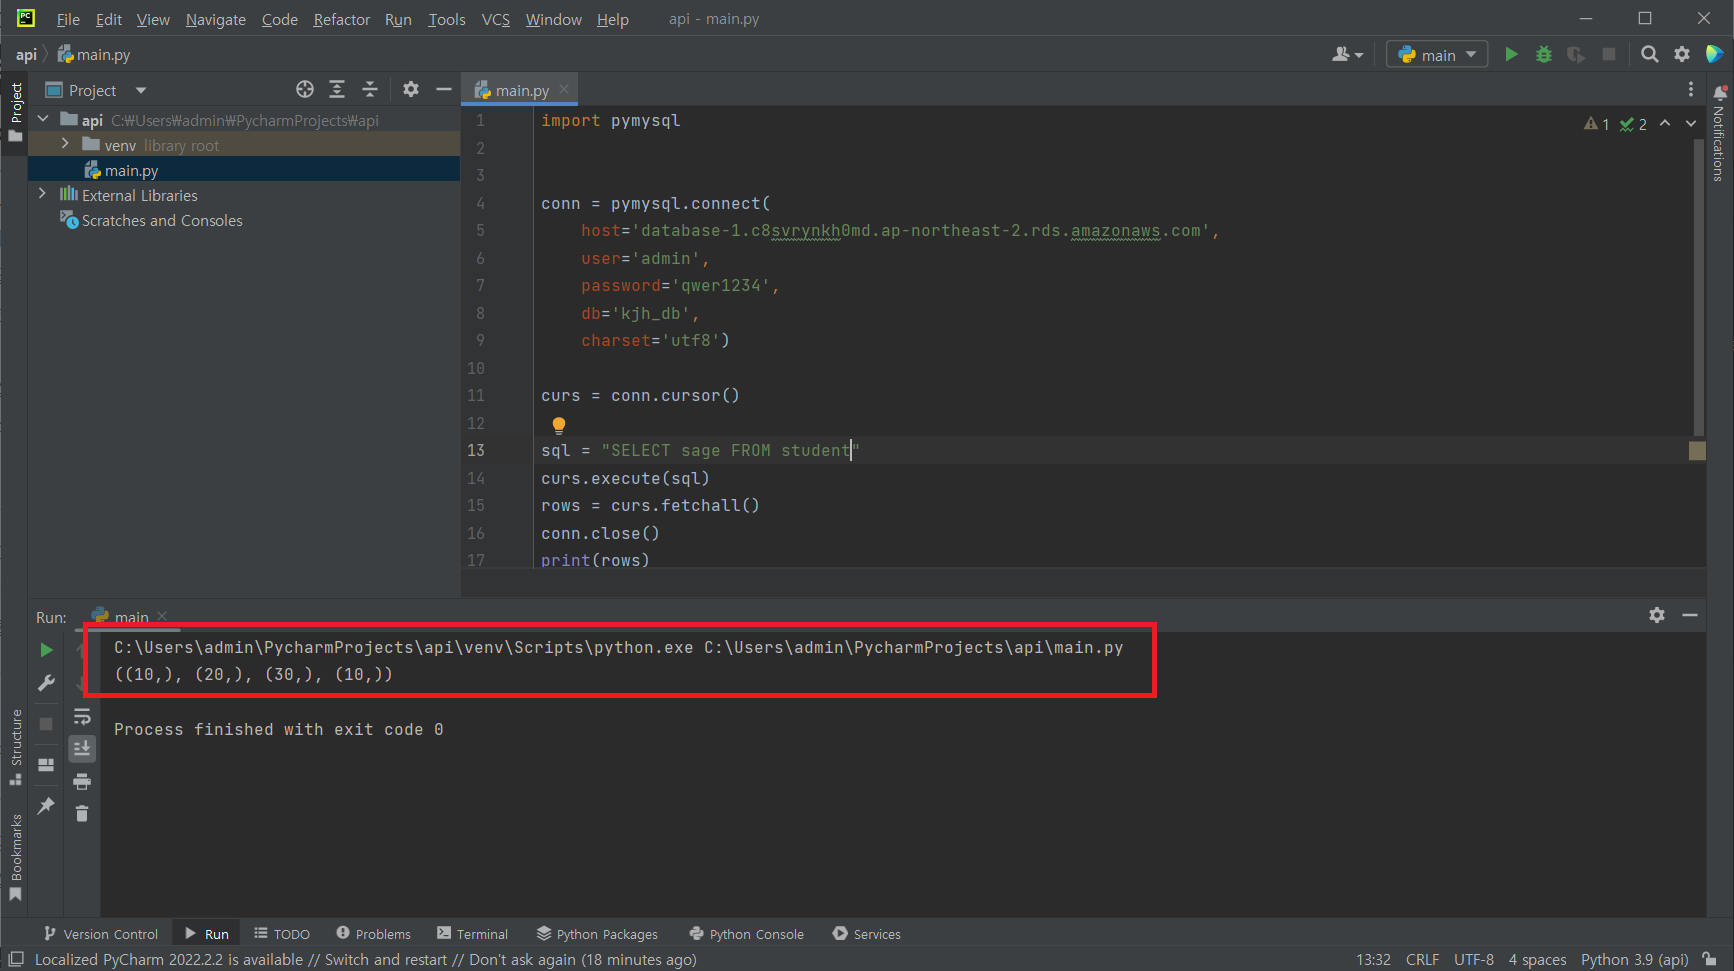 PC File Edit View Navigate Code Refactor Run Tools VCS Window Help api - main.py
api main.py main
Project Project main.py
api C:\Users\admin\PycharmProjects\api
venv library root
main.py
External Libraries
Scratches and Consoles
1 import pymysql 1 2
2
3
4 conn = pymysql.connect(
5 host='database-1.c8svrynkh0md.ap-northeast-2.rds.amazonaws.com',
6 user='admin',
7 password='qwer1234',
8 db='kjh_db',
9 charset='utf8')
10
11 curs = conn.cursor()
12
13 sql = "SELECT sage FROM student"
14 curs.execute(sql)
15 rows = curs.fetchall()
16 conn.close()
17 print(rows)
Notifications
Run: main
C:\Users\admin\PycharmProjects\api\venv\Scripts\python.exe C:\Users\admin\PycharmProjects\api\main.py
((10,), (20,), (30,), (10,))
Process finished with exit code 0
Structure
Bookmarks
Version Control Run TODO Problems Terminal Python Packages Python Console Services
Localized PyCharm 2022.2.2 is available // Switch and restart // Don't ask again (18 minutes ago) 13:32 CRLF UTF-8 4 spaces Python 3.9 (api)